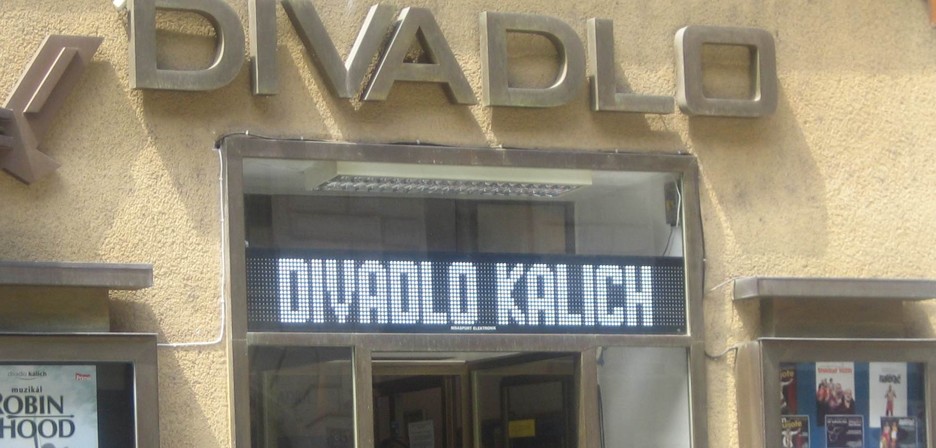 DIVADLO
DIVADLO KALICH
divadlo kalich
muzikál
ROBIN
HOOD